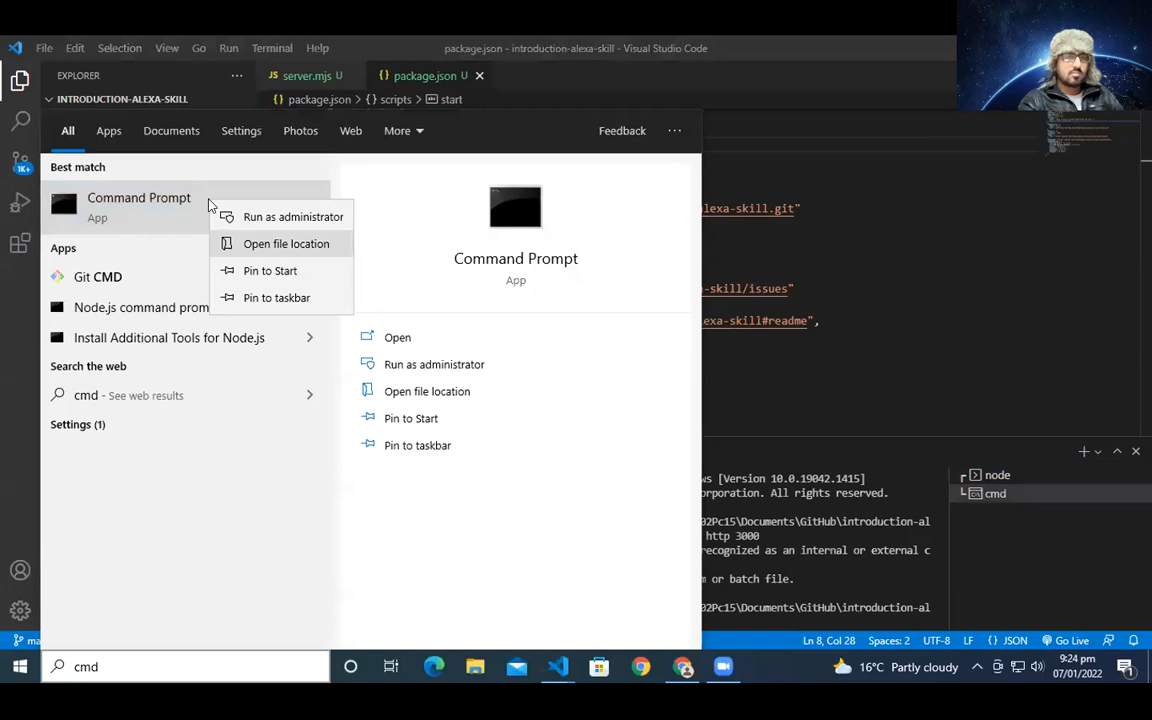 File Edit Selection View Go Run Terminal Help
package.json - introduction-alexa-skill - Visual Studio Code
EXPLORER
server.mjs U
package.json U
INTRODUCTION-ALEXA-SKILL
package.json > scripts > start
All Apps Documents Settings Photos Web More
Feedback
Best match
Command Prompt
App
Run as administrator
Open file location
Pin to Start
Pin to taskbar
Apps
Git CMD
Node.js command prom
Install Additional Tools for Node.js
Search the web
cmd - See web results
Settings (1)
Command Prompt
App
Open
Run as administrator
Open file location
Pin to Start
Pin to taskbar
alexa-skill.git"
-skill/issues"
exa-skill#readme",
node
cmd
ws [Version 10.0.19042.1415]
orporation. All rights reserved.
02Pc15\Documents\GitHub\introduction-al
http 3000
recognized as an internal or external c
m or batch file.
02Pc15\Documents\GitHub\introduction-al
1K+
ma
Ln 8, Col 28 Spaces: 2 UTF-8 LF {} JSON Go Live
cmd
16°C Partly cloudy
9:24 pm
07/01/2022
1